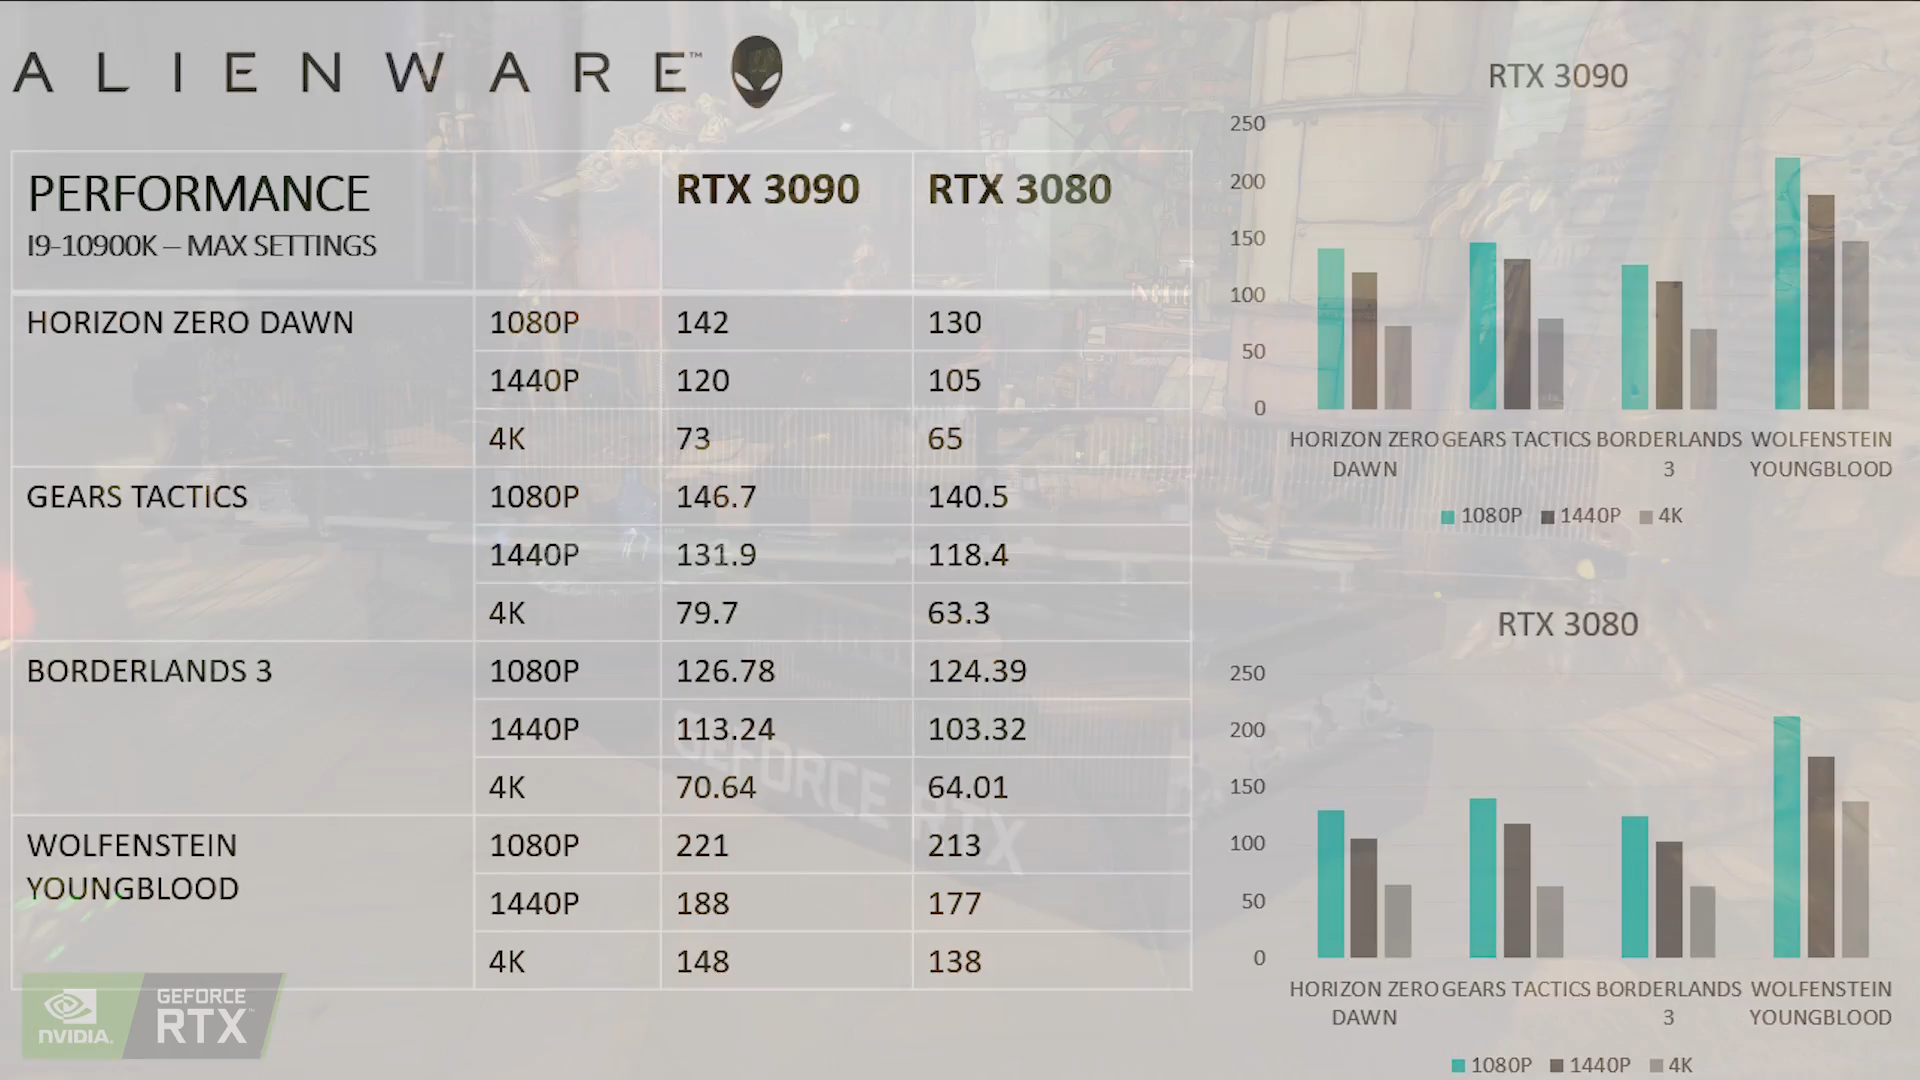 ALIENWARE™
PERFORMANCE RTX 3090 RTX 3080
I9-10900K – MAX SETTINGS
HORIZON ZERO DAWN 1080P 142 130
1440P 120 105
4K 73 65
GEARS TACTICS 1080P 146.7 140.5
1440P 131.9 118.4
4K 79.7 63.3
BORDERLANDS 3 1080P 126.78 124.39
1440P 113.24 103.32
4K 70.64 64.01
WOLFENSTEIN 1080P 221 213
YOUNGBLOOD
1440P 188 177
4K 148 138
GEFORCE RTX
NVIDIA.
GEFORCE
RTX™
RTX 3090
250
200
150
100
50
0
HORIZON ZERO GEARS TACTICS BORDERLANDS WOLFENSTEIN
DAWN 3 YOUNGBLOOD
1080P 1440P 4K
RTX 3080
250
200
150
100
50
0
HORIZON ZERO GEARS TACTICS BORDERLANDS WOLFENSTEIN
DAWN 3 YOUNGBLOOD
1080P 1440P 4K